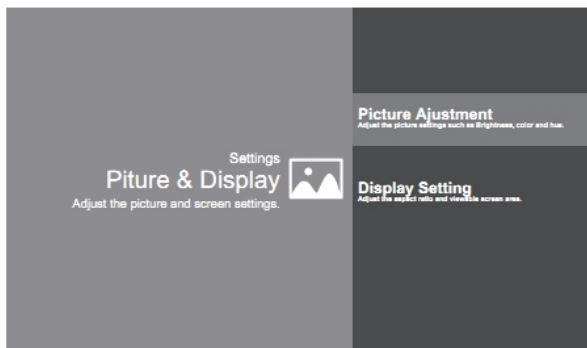 Settings
Piture & Display
Adjust the picture and screen settings.
Picture Ajustment
Adjust the picture settings such as Brightness, color and hue.
Display Setting
Adjust the aspect ratio and viewable screen area.